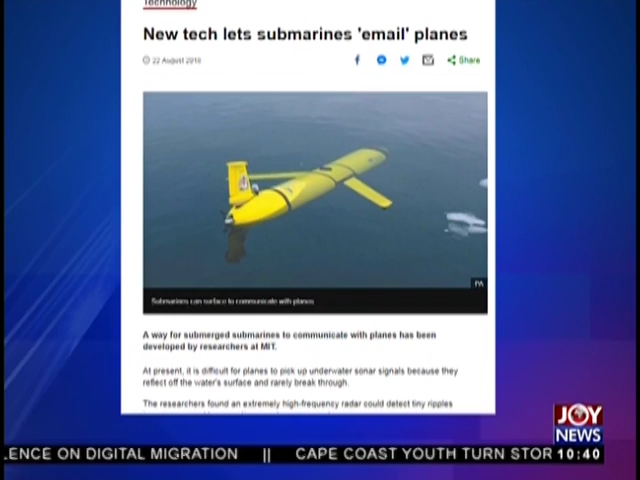 Technology
New tech lets submarines 'email' planes
22 August 2018
Share
PA
Submarines can surface to communicate with planes
A way for submerged submarines to communicate with planes has been
developed by researchers at MIT.
At present, it is difficult for planes to pick up underwater sonar signals because they
reflect off the water's surface and rarely break through.
The researchers found an extremely high-frequency radar could detect tiny ripples
JOY
NEWS
.ENCE ON DIGITAL MIGRATION || CAPE COAST YOUTH TURN STOR 10:40